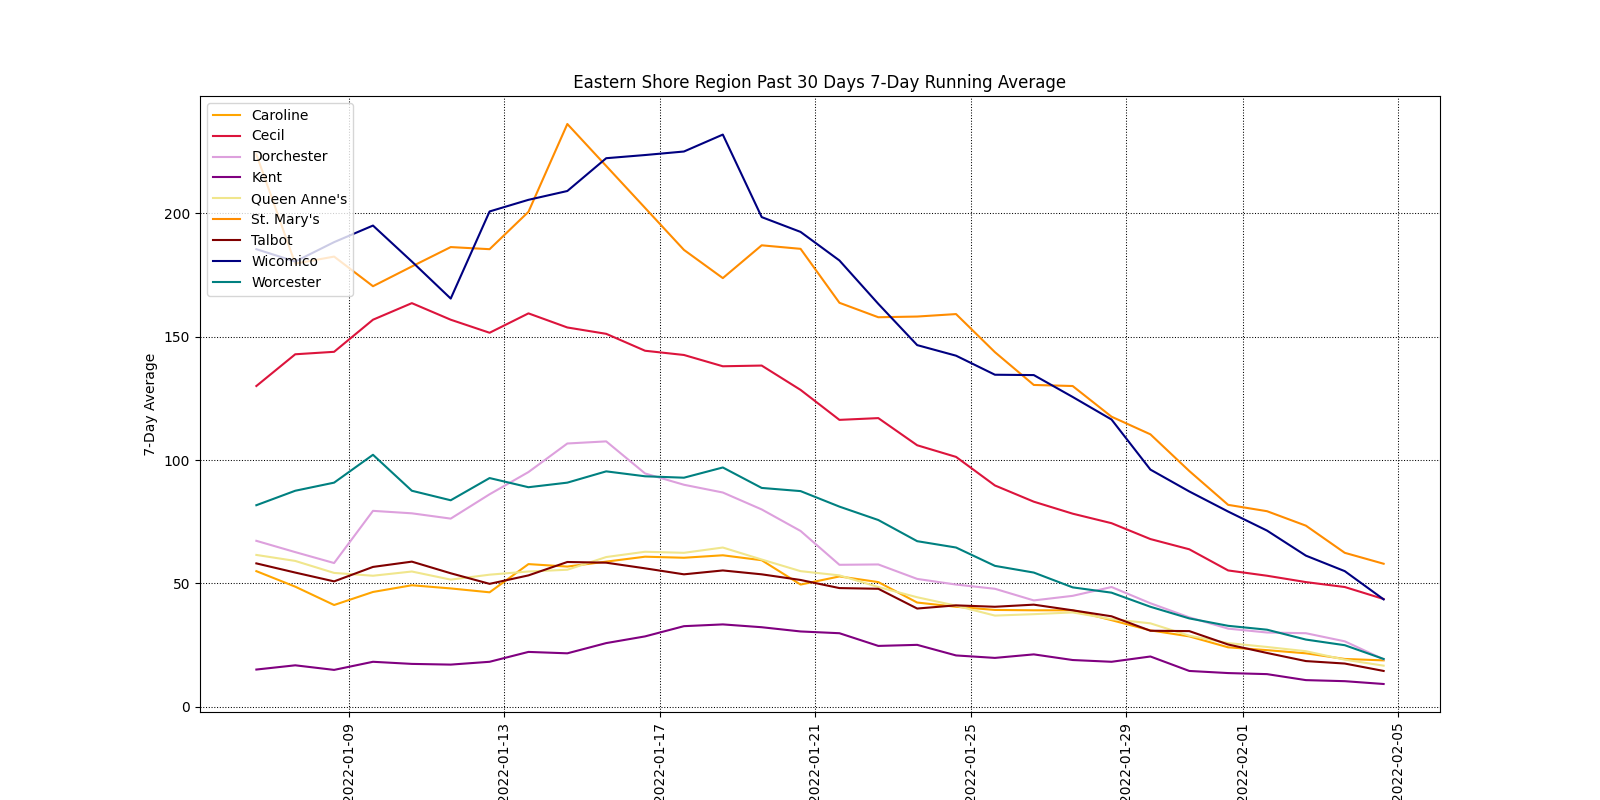 Eastern Shore Region Past 30 Days 7-Day Running Average
Caroline
Cecil
Dorchester
Kent
Queen Anne's
St. Mary's
Talbot
Wicomico
Worcester
7-Day Average
200
150
100
50
0
2022-01-09
2022-01-13
2022-01-17
2022-01-21
2022-01-25
2022-01-29
2022-02-01
2022-02-05